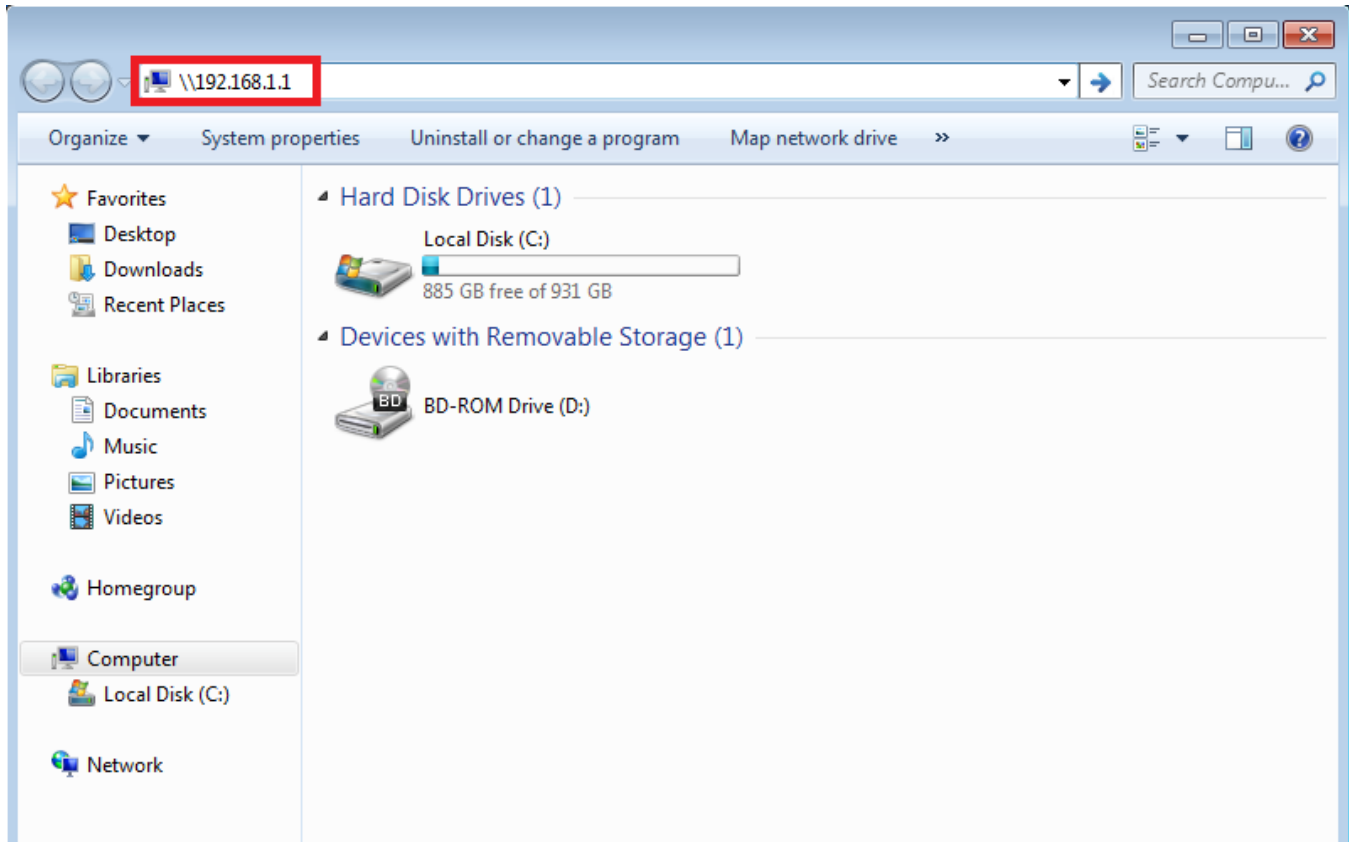 \\192.168.1.1
Search Compu...
Organize
System properties
Uninstall or change a program
Map network drive
»
Favorites
Desktop
Downloads
Recent Places
Libraries
Documents
Music
Pictures
Videos
Homegroup
Computer
Local Disk (C:)
Network
Hard Disk Drives (1)
Local Disk (C:)
885 GB free of 931 GB
Devices with Removable Storage (1)
BD
BD-ROM Drive (D:)